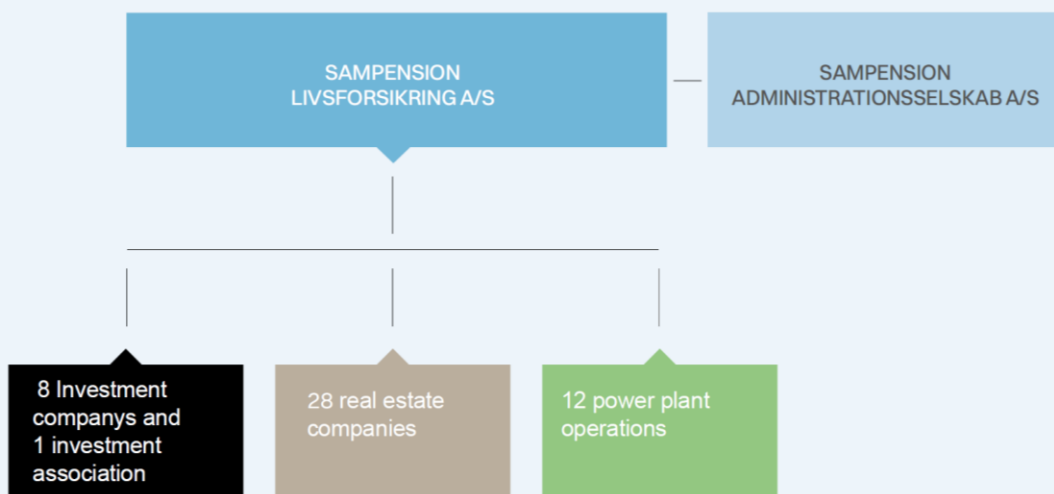 SAMPENSION
LIVSFORSIKRING A/S
SAMPENSION
ADMINISTRATIONSSELSKAB A/S
8 Investment
companys and
1 investment
association
28 real estate
companies
12 power plant
operations